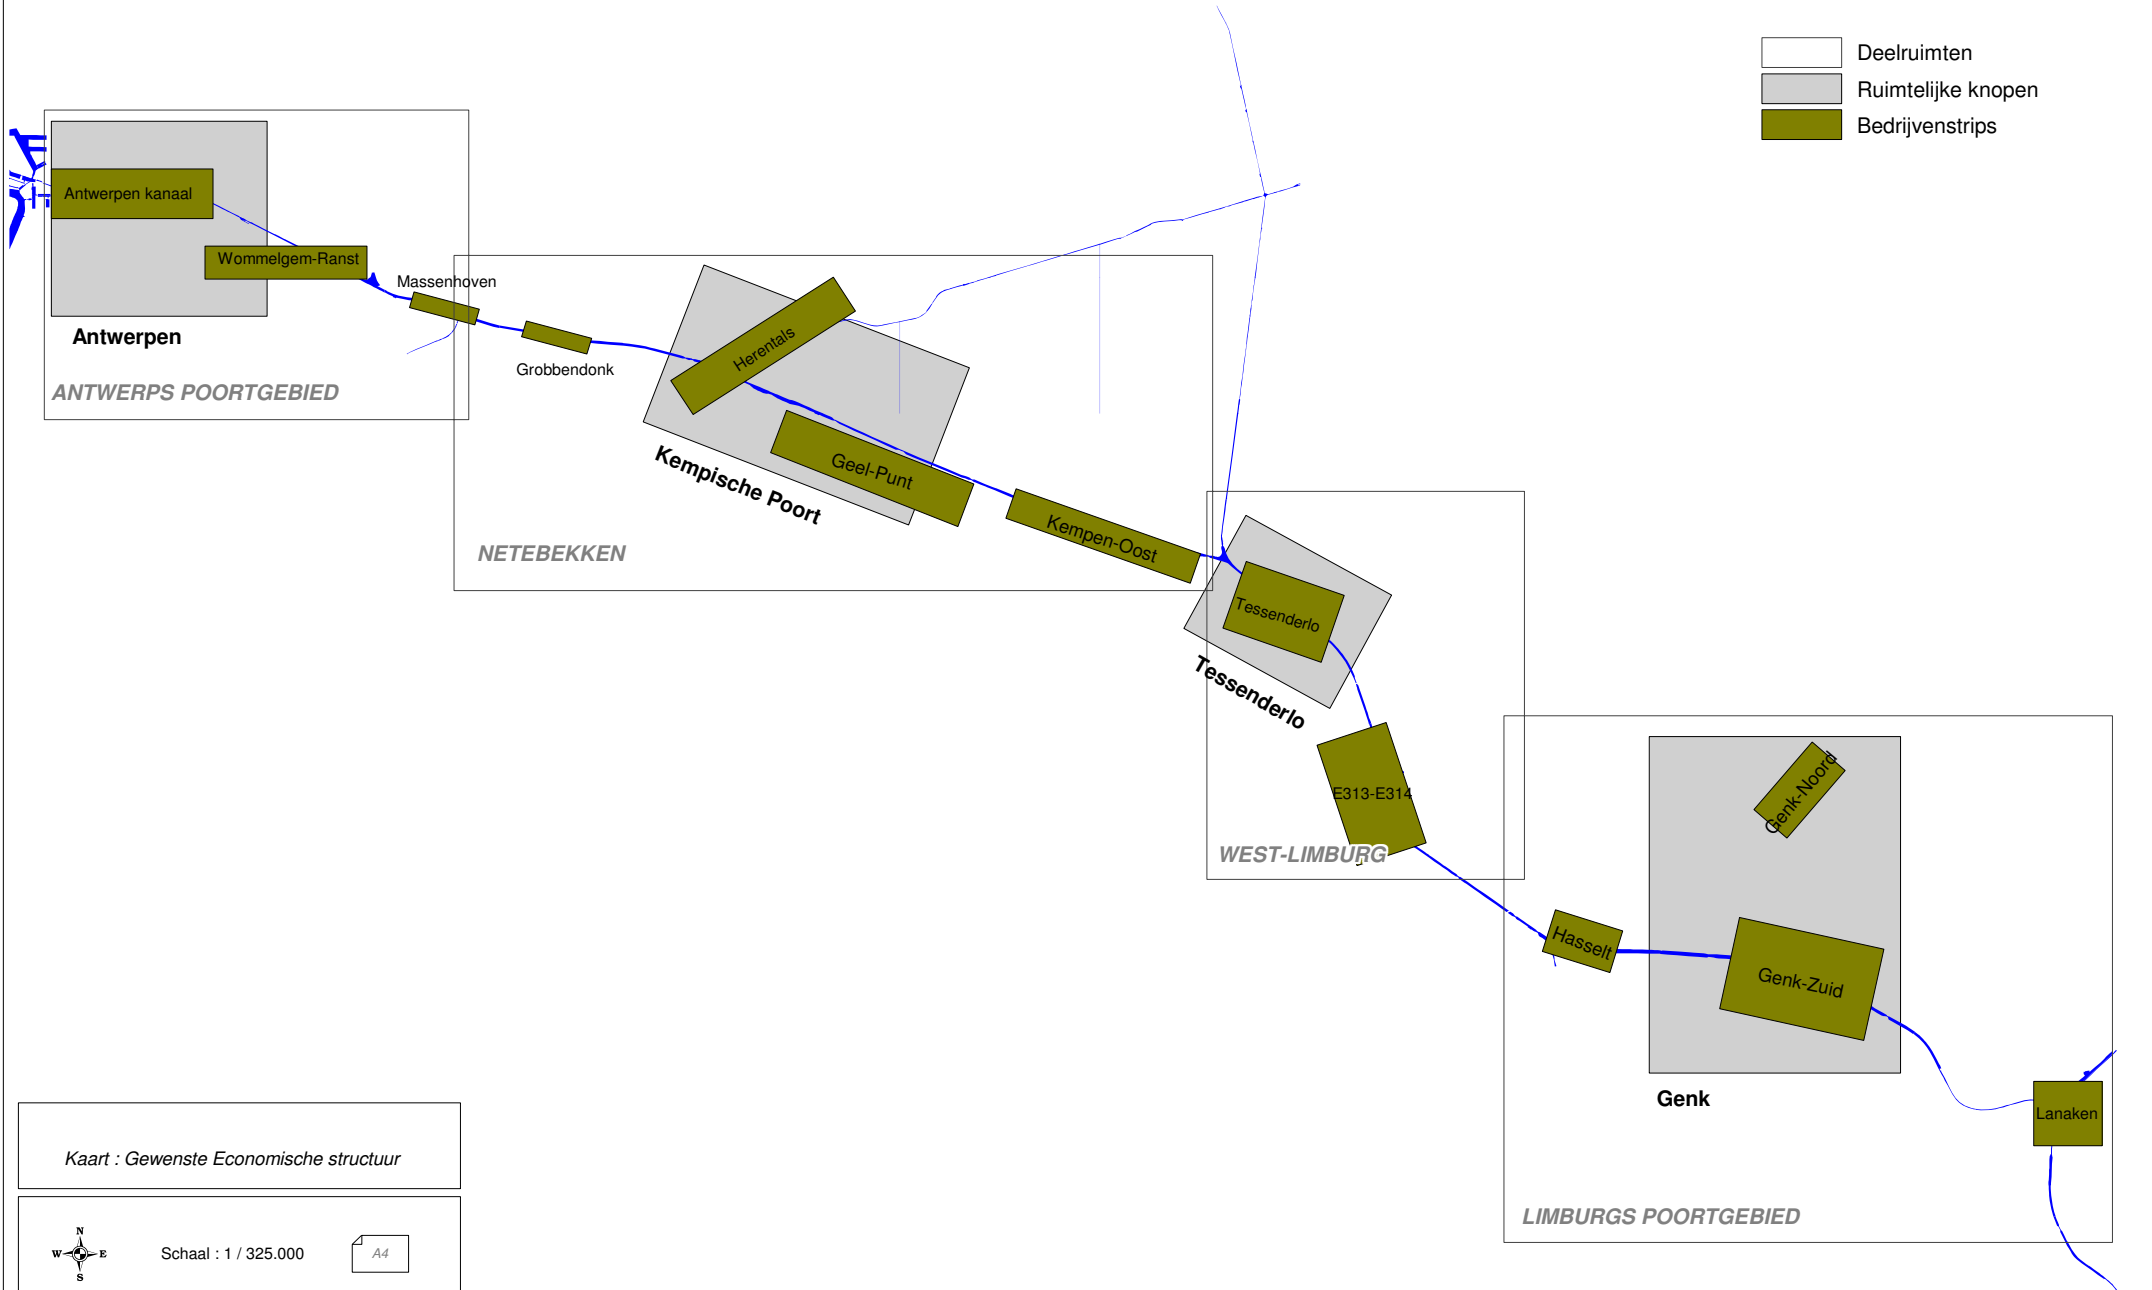 Deelruimten
Ruimtelijke knopen
Bedrijvenstrips
Antwerpen kanaal
Wommelgem-Ranst
Massenhoven
Antwerpen
Grobbendonk
ANTWERPS POORTGEBIED
Herentals
Geel-Punt
Kempische Poort
Kempen-Oost
NETEBEKKEN
Tessenderlo
Tessenderlo
E313-E314
WEST-LIMBURG
Genk-Noord
Hasselt
Genk-Zuid
Genk
Lanaken
LIMBURGS POORTGEBIED
Kaart : Gewenste Economische structuur
N
W
E
S
Schaal : 1 / 325.000
A4